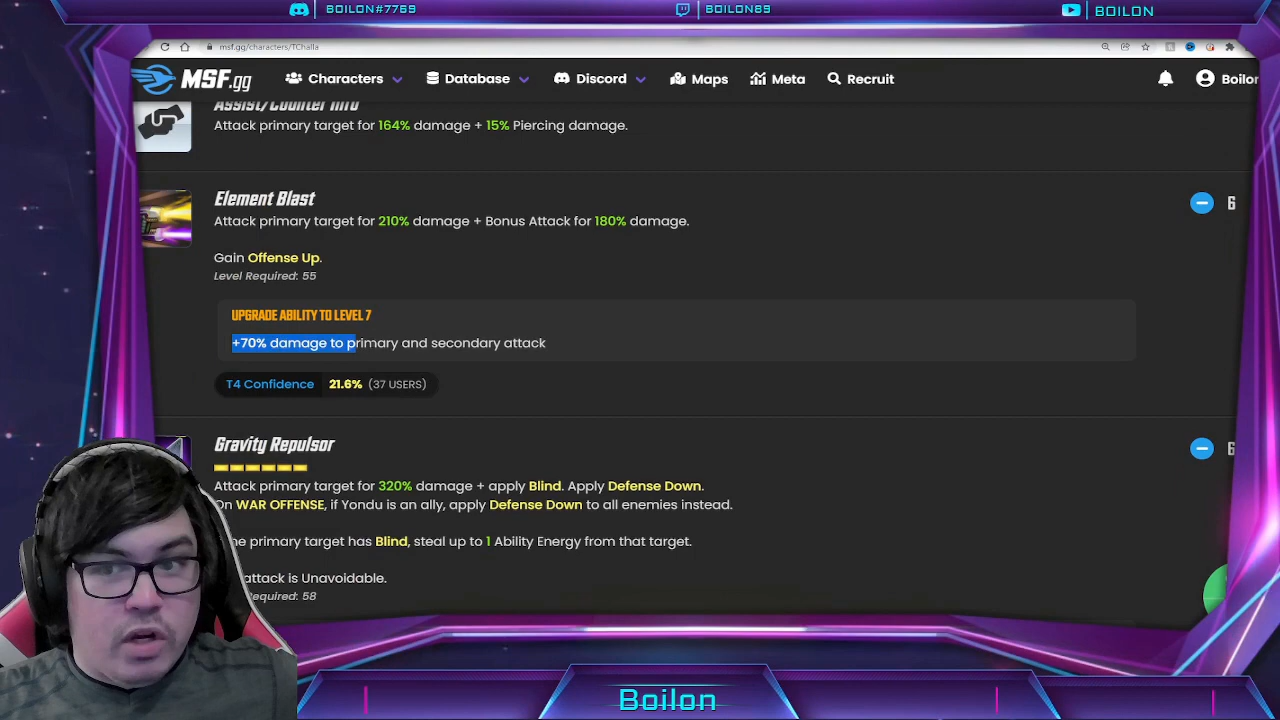 BOILON#7769
BOILON89
BOILON
msf.gg/characters/TChalla
MSF.gg
Characters
Database
Discord
Maps
Meta
Recruit
Boilon
Assist/Counter Info
Attack primary target for 164% damage + 15% Piercing damage.
Element Blast
6
Attack primary target for 210% damage + Bonus Attack for 180% damage.
Gain Offense Up.
Level Required: 55
UPGRADE ABILITY TO LEVEL 7
+70% damage to primary and secondary attack
T4 Confidence 21.6% (37 USERS)
Gravity Repulsor
6
Attack primary target for 320% damage + apply Blind. Apply Defense Down.
On WAR OFFENSE, if Yondu is an ally, apply Defense Down to all enemies instead.
primary target has Blind, steal up to 1 Ability Energy from that target.
attack is Unavoidable.
Required: 58
Boilon